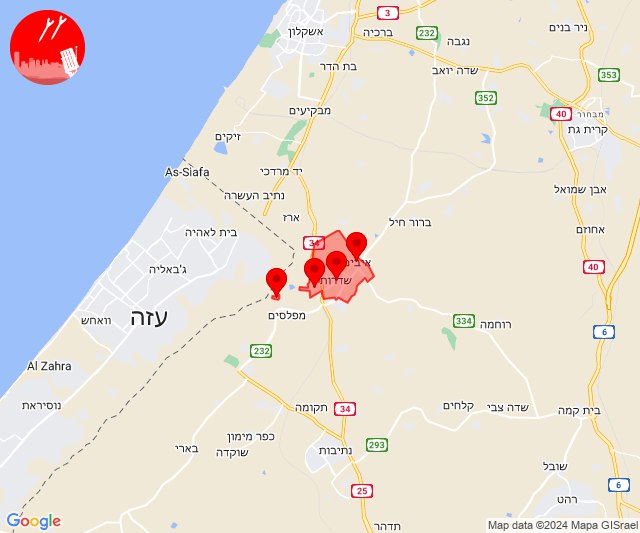 3
אשקלון
ברכיה
232
נגבה
ניר בנים
בת הדר
שדה יואב
353
352
מבקיעים
40
מבחור
קרית גת
זיקים
As-Siafa
יד מרדכי
נתיב העשרה
אבן שמואל
ארז
ברור חיל
אחוזם
בית לאהיה
34
ג'באליה
איבים
40
שדרות
עזה
וואחש
מפלסים
334
רוחמה
6
232
Al Zahra
נוסיראת
תקומה
34
קלחים
שדה צבי
בית קמה
כפר מימון
שוקדה
בארי
נתיבות
293
שובל
25
6
רהט
תדהר
Google
Map data ©2024 Mapa GISrael